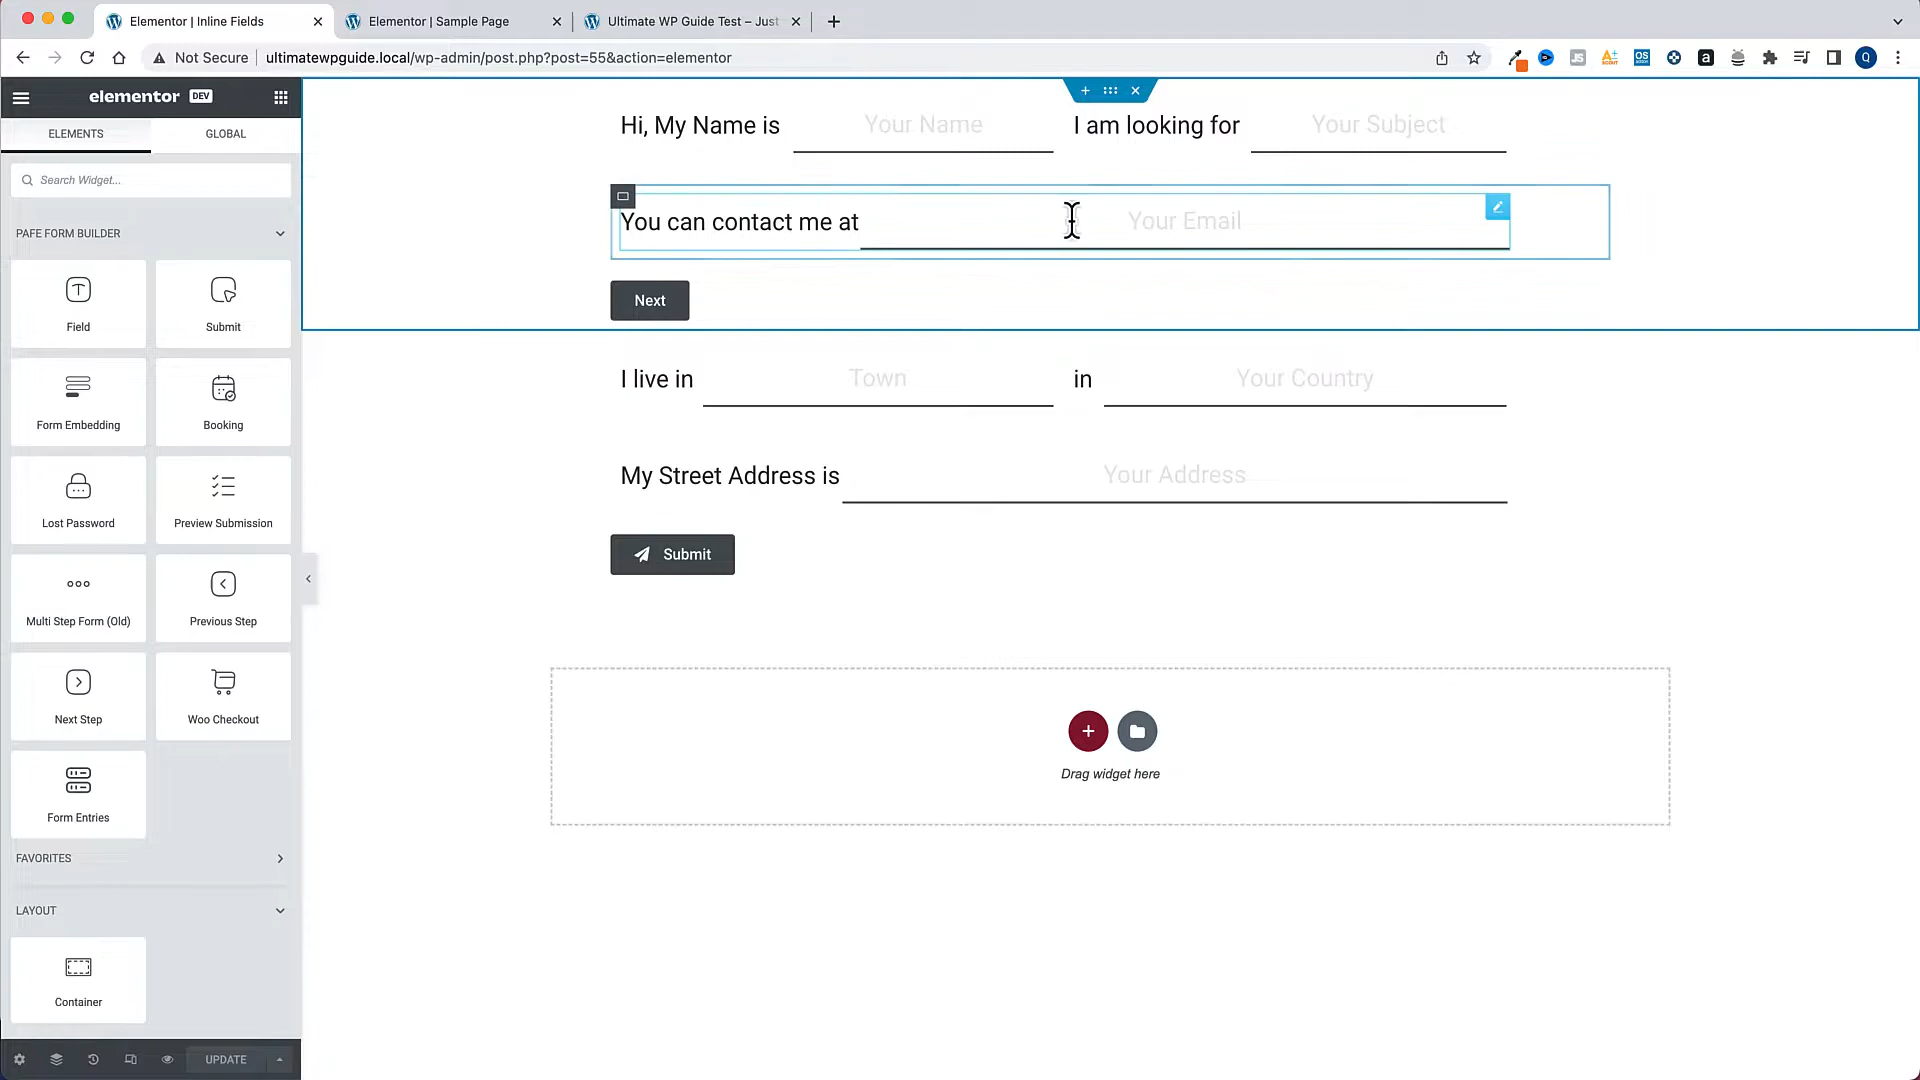 Elementor | Inline Fields
Elementor | Sample Page
Ultimate WP Guide Test – Just
Not Secure
ultimatewpguide.local/wp-admin/post.php?post=55&action=elementor
elementor DEV
ELEMENTS
GLOBAL
Search Widget...
PAFE FORM BUILDER
Field
Submit
Form Embedding
Booking
Lost Password
Preview Submission
Multi Step Form (Old)
Previous Step
Next Step
Woo Checkout
Form Entries
FAVORITES
LAYOUT
Container
UPDATE
Hi, My Name is Your Name I am looking for Your Subject
You can contact me at Your Email
Next
I live in Town in Your Country
My Street Address is Your Address
Submit
Drag widget here